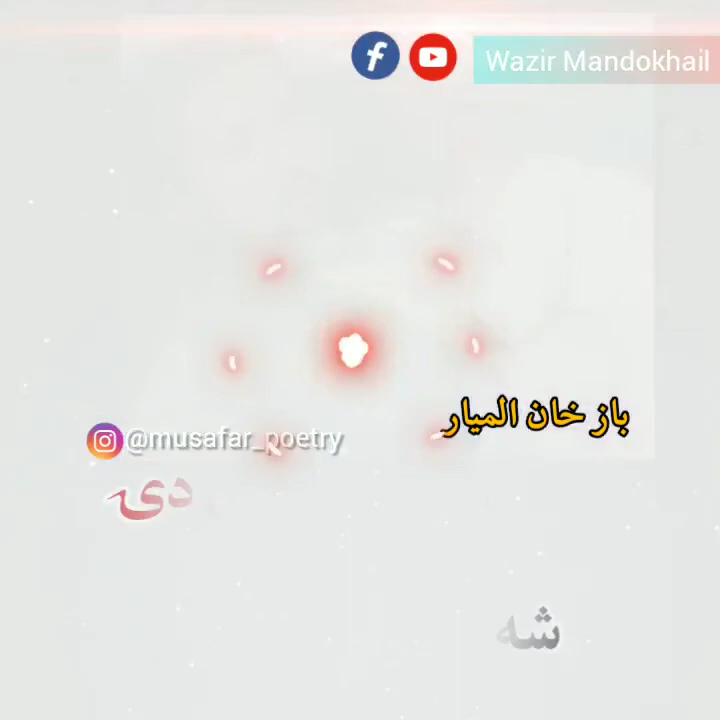 Wazir Mandokhail
باز خان المیار
@musafar_poetry
دی
شه